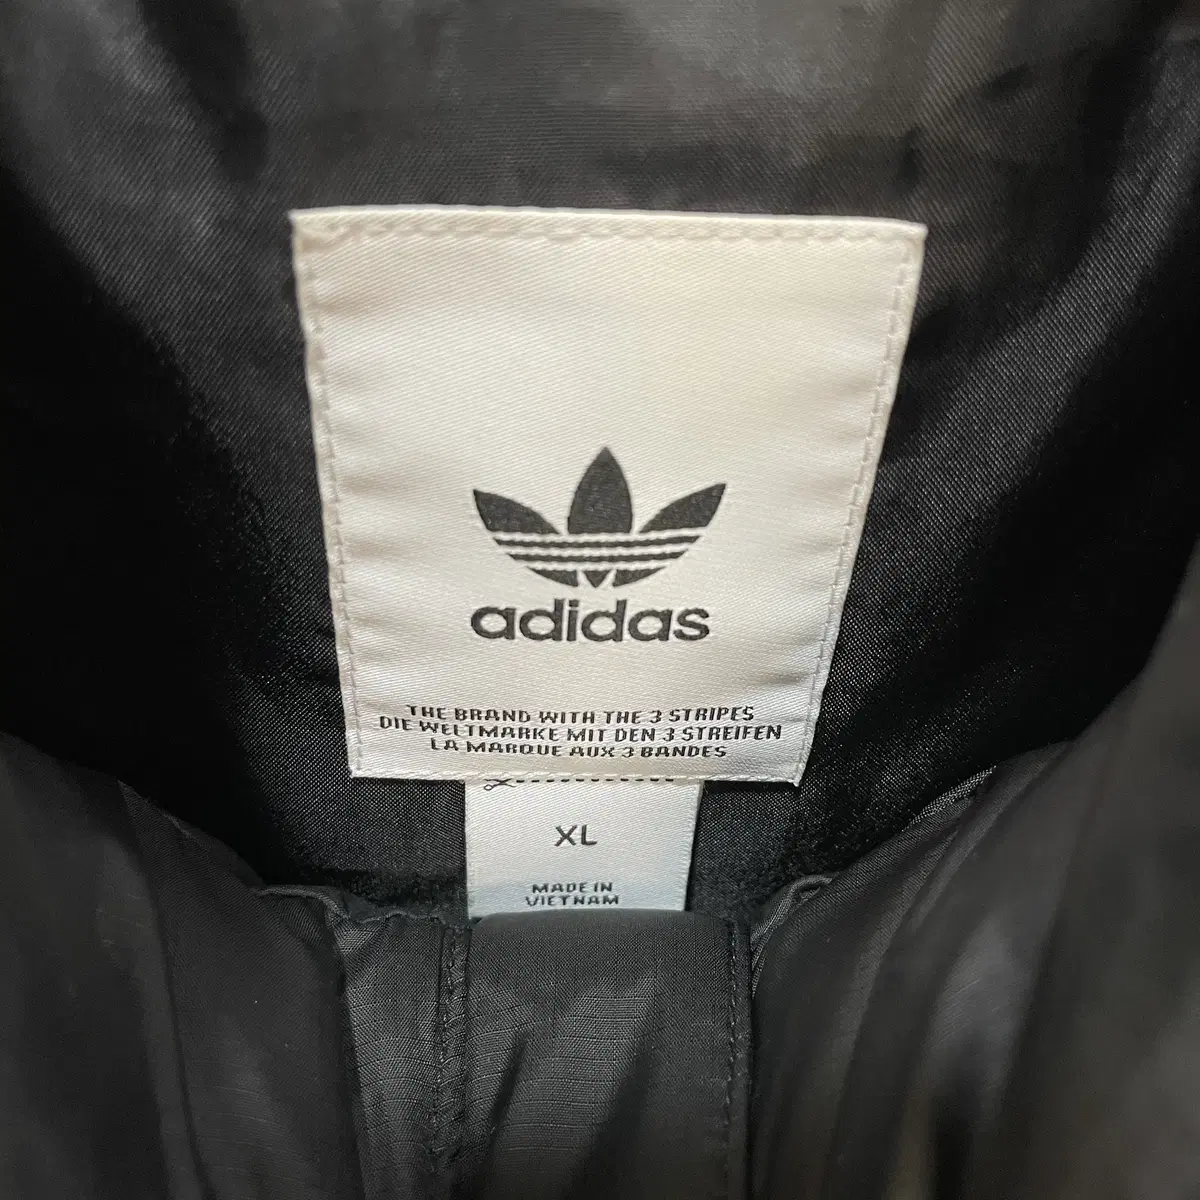 adidas
THE BRAND WITH THE 3 STRIPES
DIE WELTMARKE MIT DEN 3 STREIFEN
LA MARQUE AUX 3 BANDES
XL
MADE IN
VIETNAM